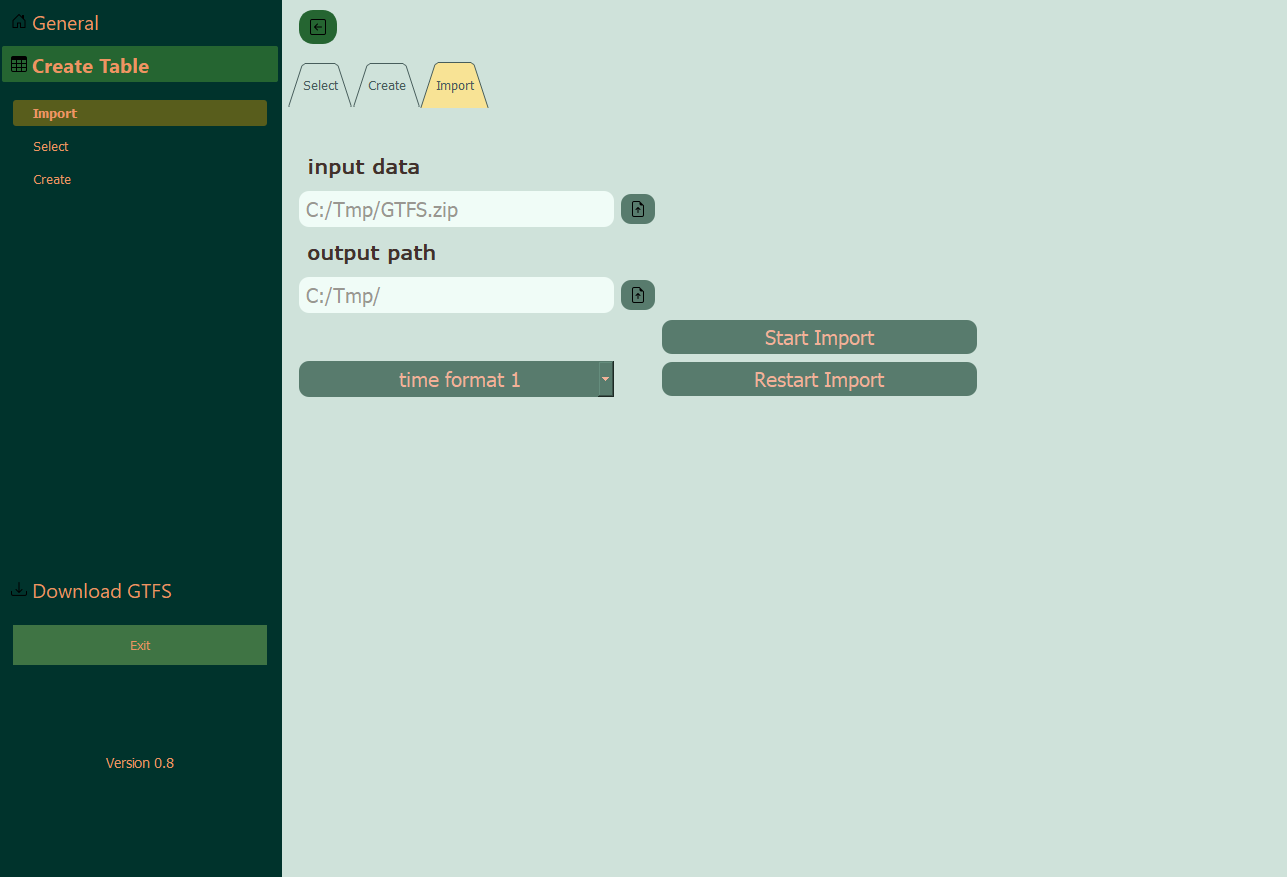 General
Create Table
Import
Select
Create
Download GTFS
Exit
Version 0.8
Select
Create
Import
input data
C:/Tmp/GTFS.zip
output path
C:/Tmp/
Start Import
time format 1
Restart Import